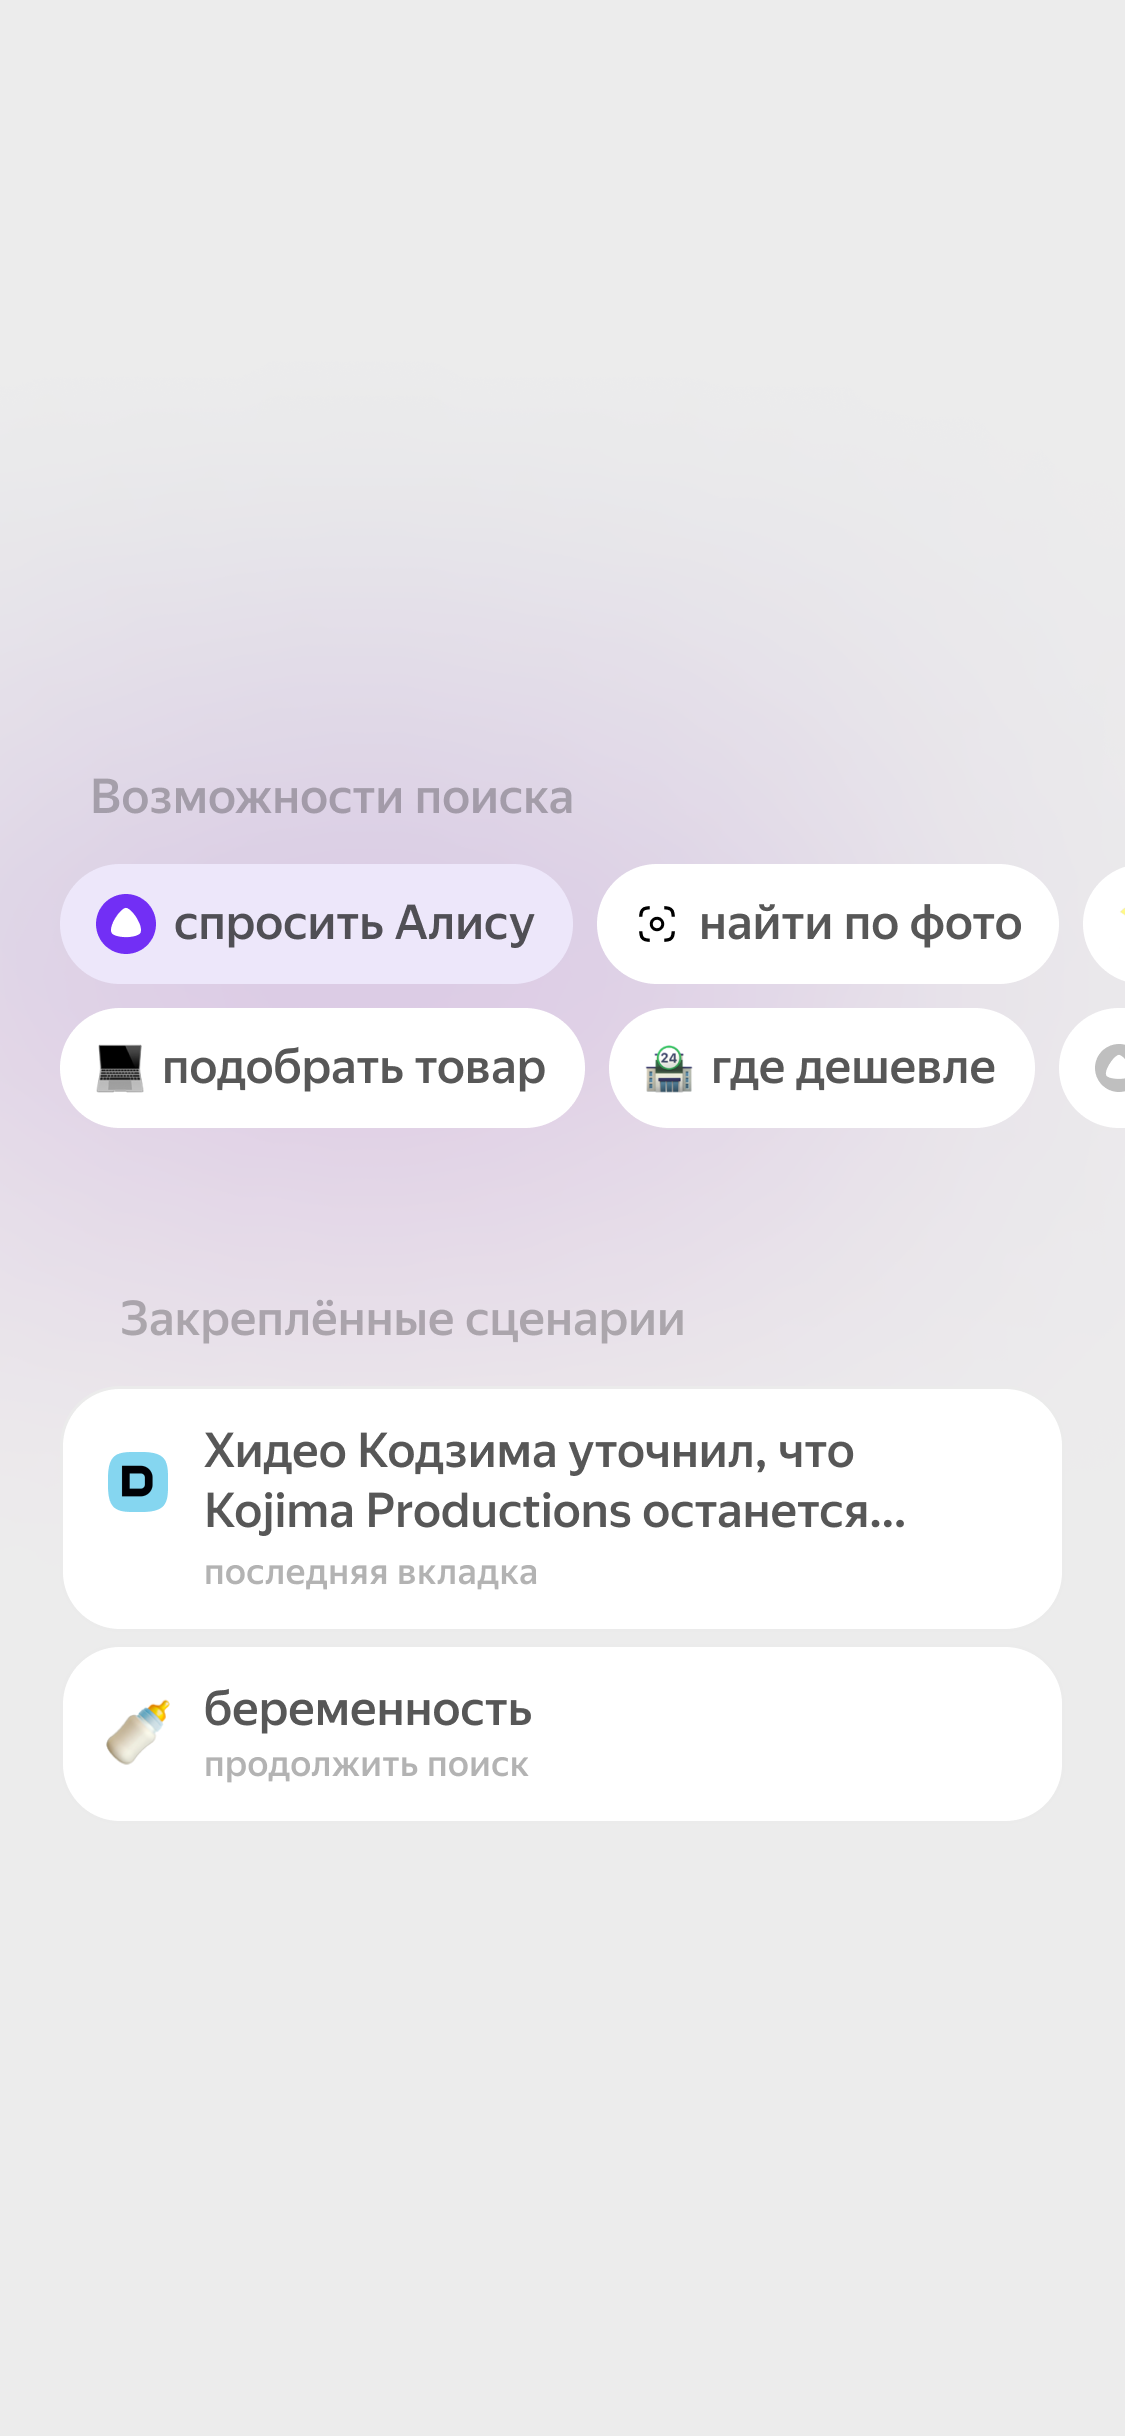 Возможности поиска
спросить Алису
найти по фото
подобрать товар
24
где дешевле
Закреплённые сценарии
D
Хидео Кодзима уточнил, что
Kojima Productions останется...
последняя вкладка
беременность
продолжить поиск